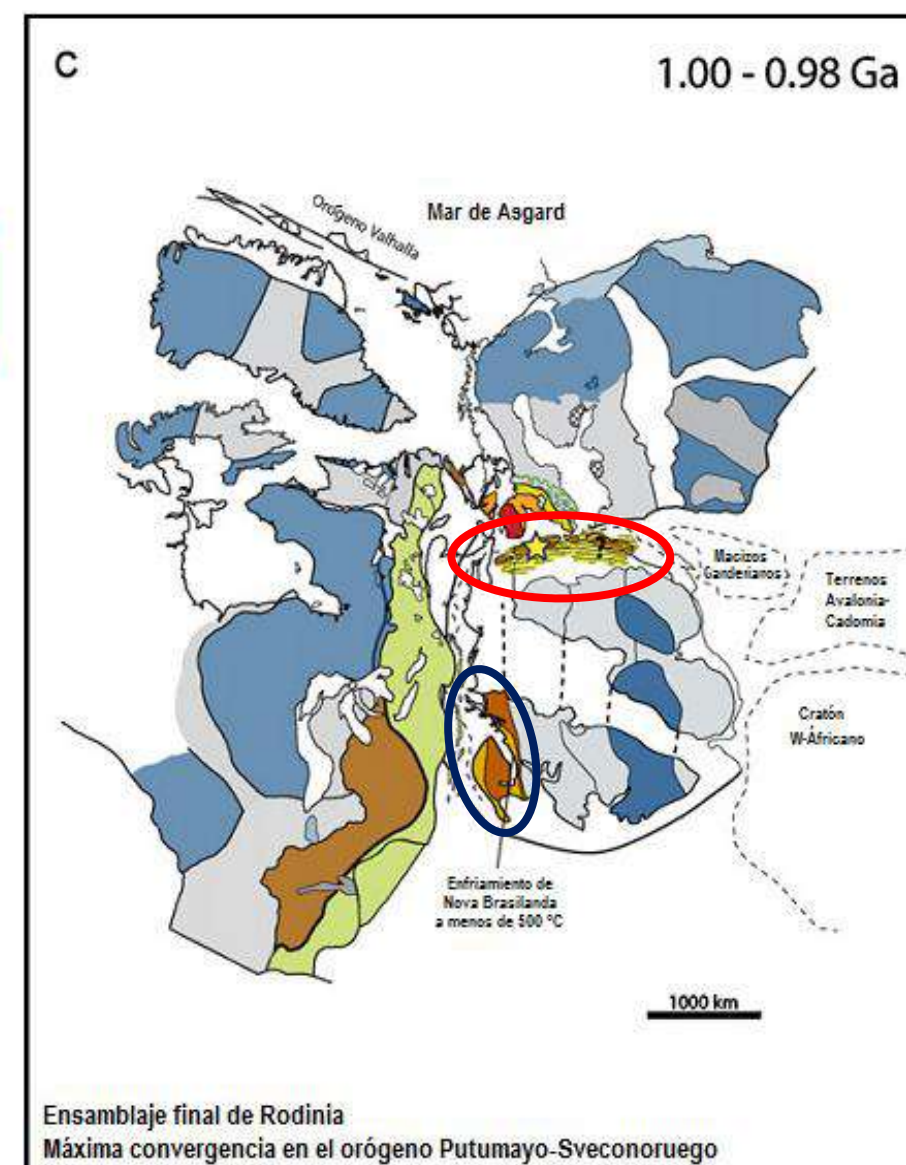 C
1.00 - 0.98 Ga
Orógeno Valhalla
Mar de Asgard
Macizos
Ganderianos
Terrenos
Avalonia-
Cadomia
Cratón
W-Africano
Enfriamiento de
Nova Brasilanda
a menos de 500 °C
1000 km
Ensamblaje final de Rodinia
Máxima convergencia en el orógeno Putumayo-Sveconoruego